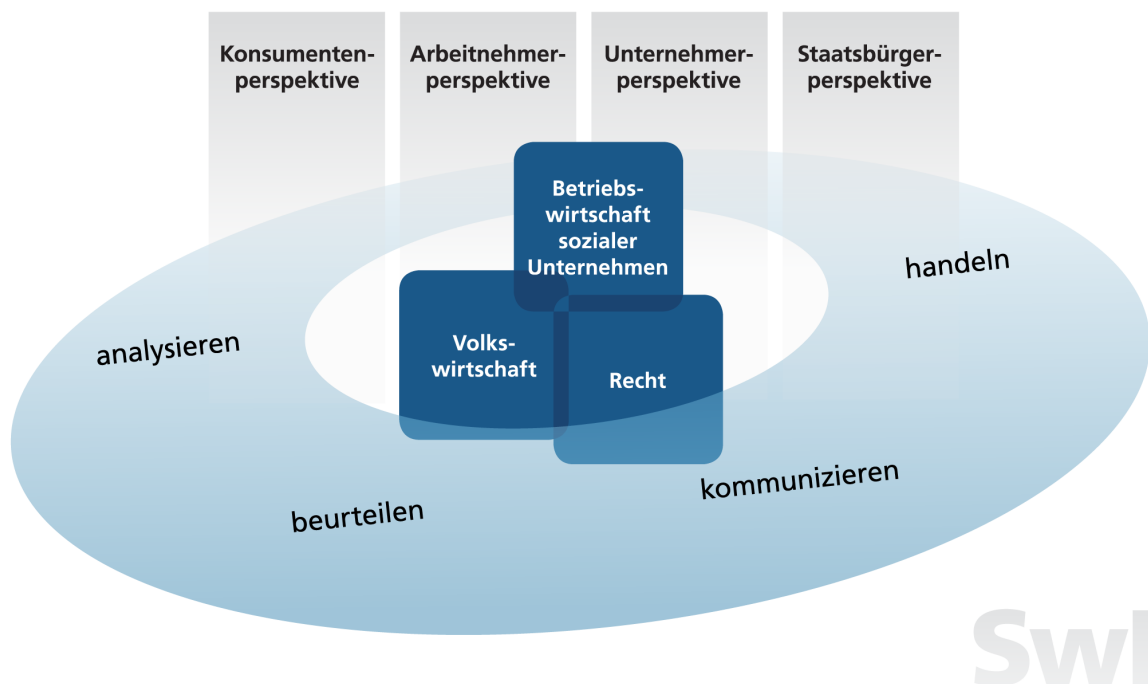 Konsumenten-
perspektive
Arbeitnehmer-
perspektive
Unternehmer-
perspektive
Staatsbürger-
perspektive
Betriebs-
wirtschaft
sozialer
Unternehmen
handeln
analysieren
Volks-
wirtschaft
Recht
kommunizieren
beurteilen